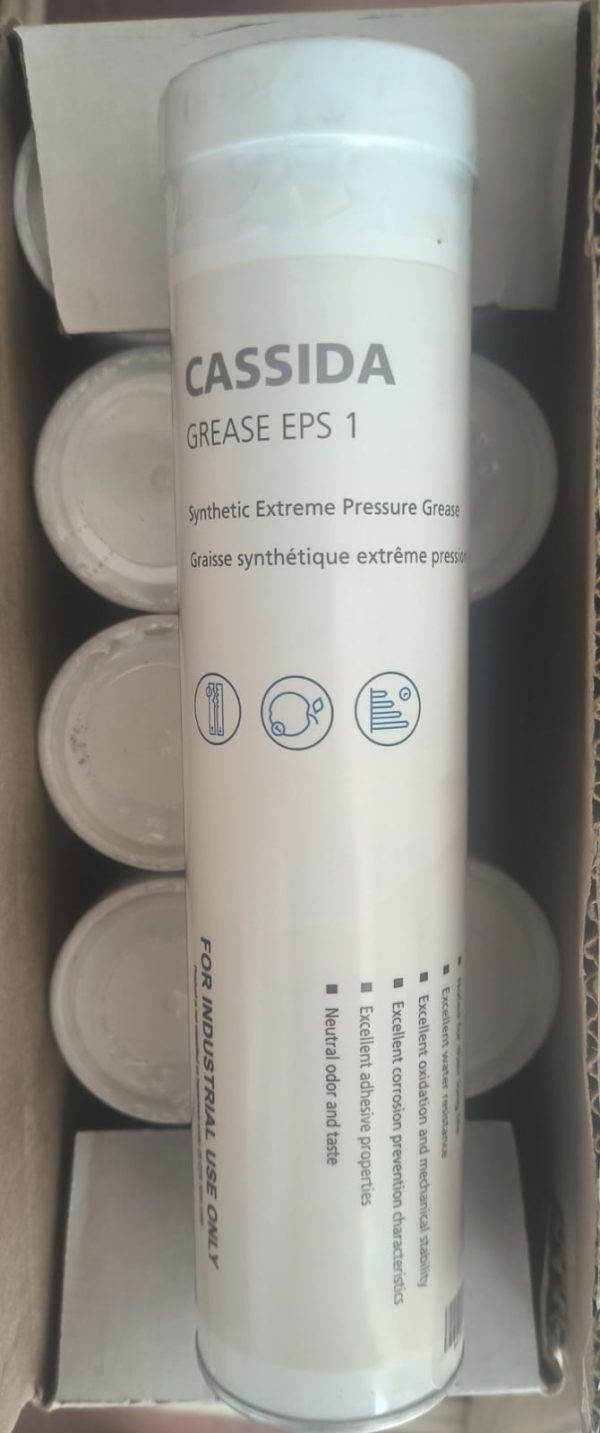 CASSIDA
GREASE EPS 1
Synthetic Extreme Pressure Grease
Graisse synthétique extrême pression
Excellent water resistance
Excellent oxidation and mechanical stability
Excellent corrosion prevention characteristics
Excellent adhesive properties
Neutral odor and taste
FOR INDUSTRIAL USE ONLY